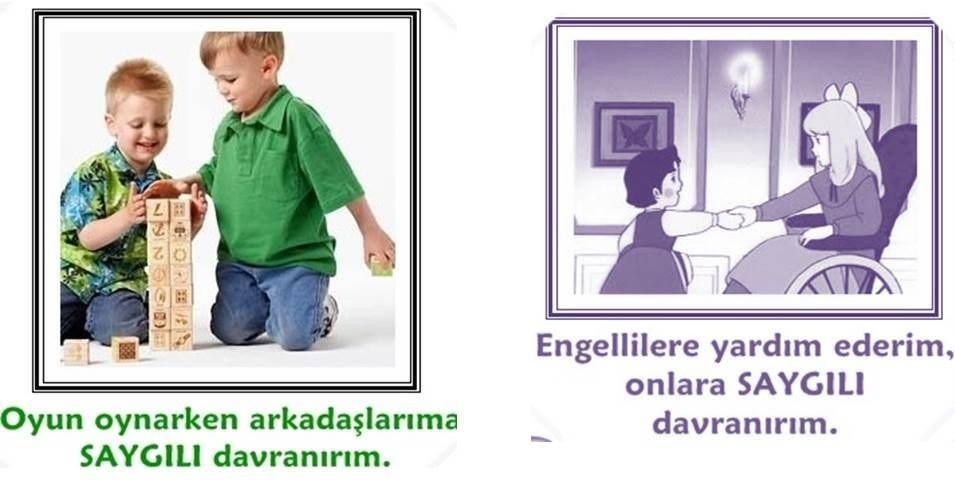 Oyun oynarken arkadaşlarıma
SAYGILI davranırım.
Engellilere yardım ederim,
onlara SAYGILI
davranırım.